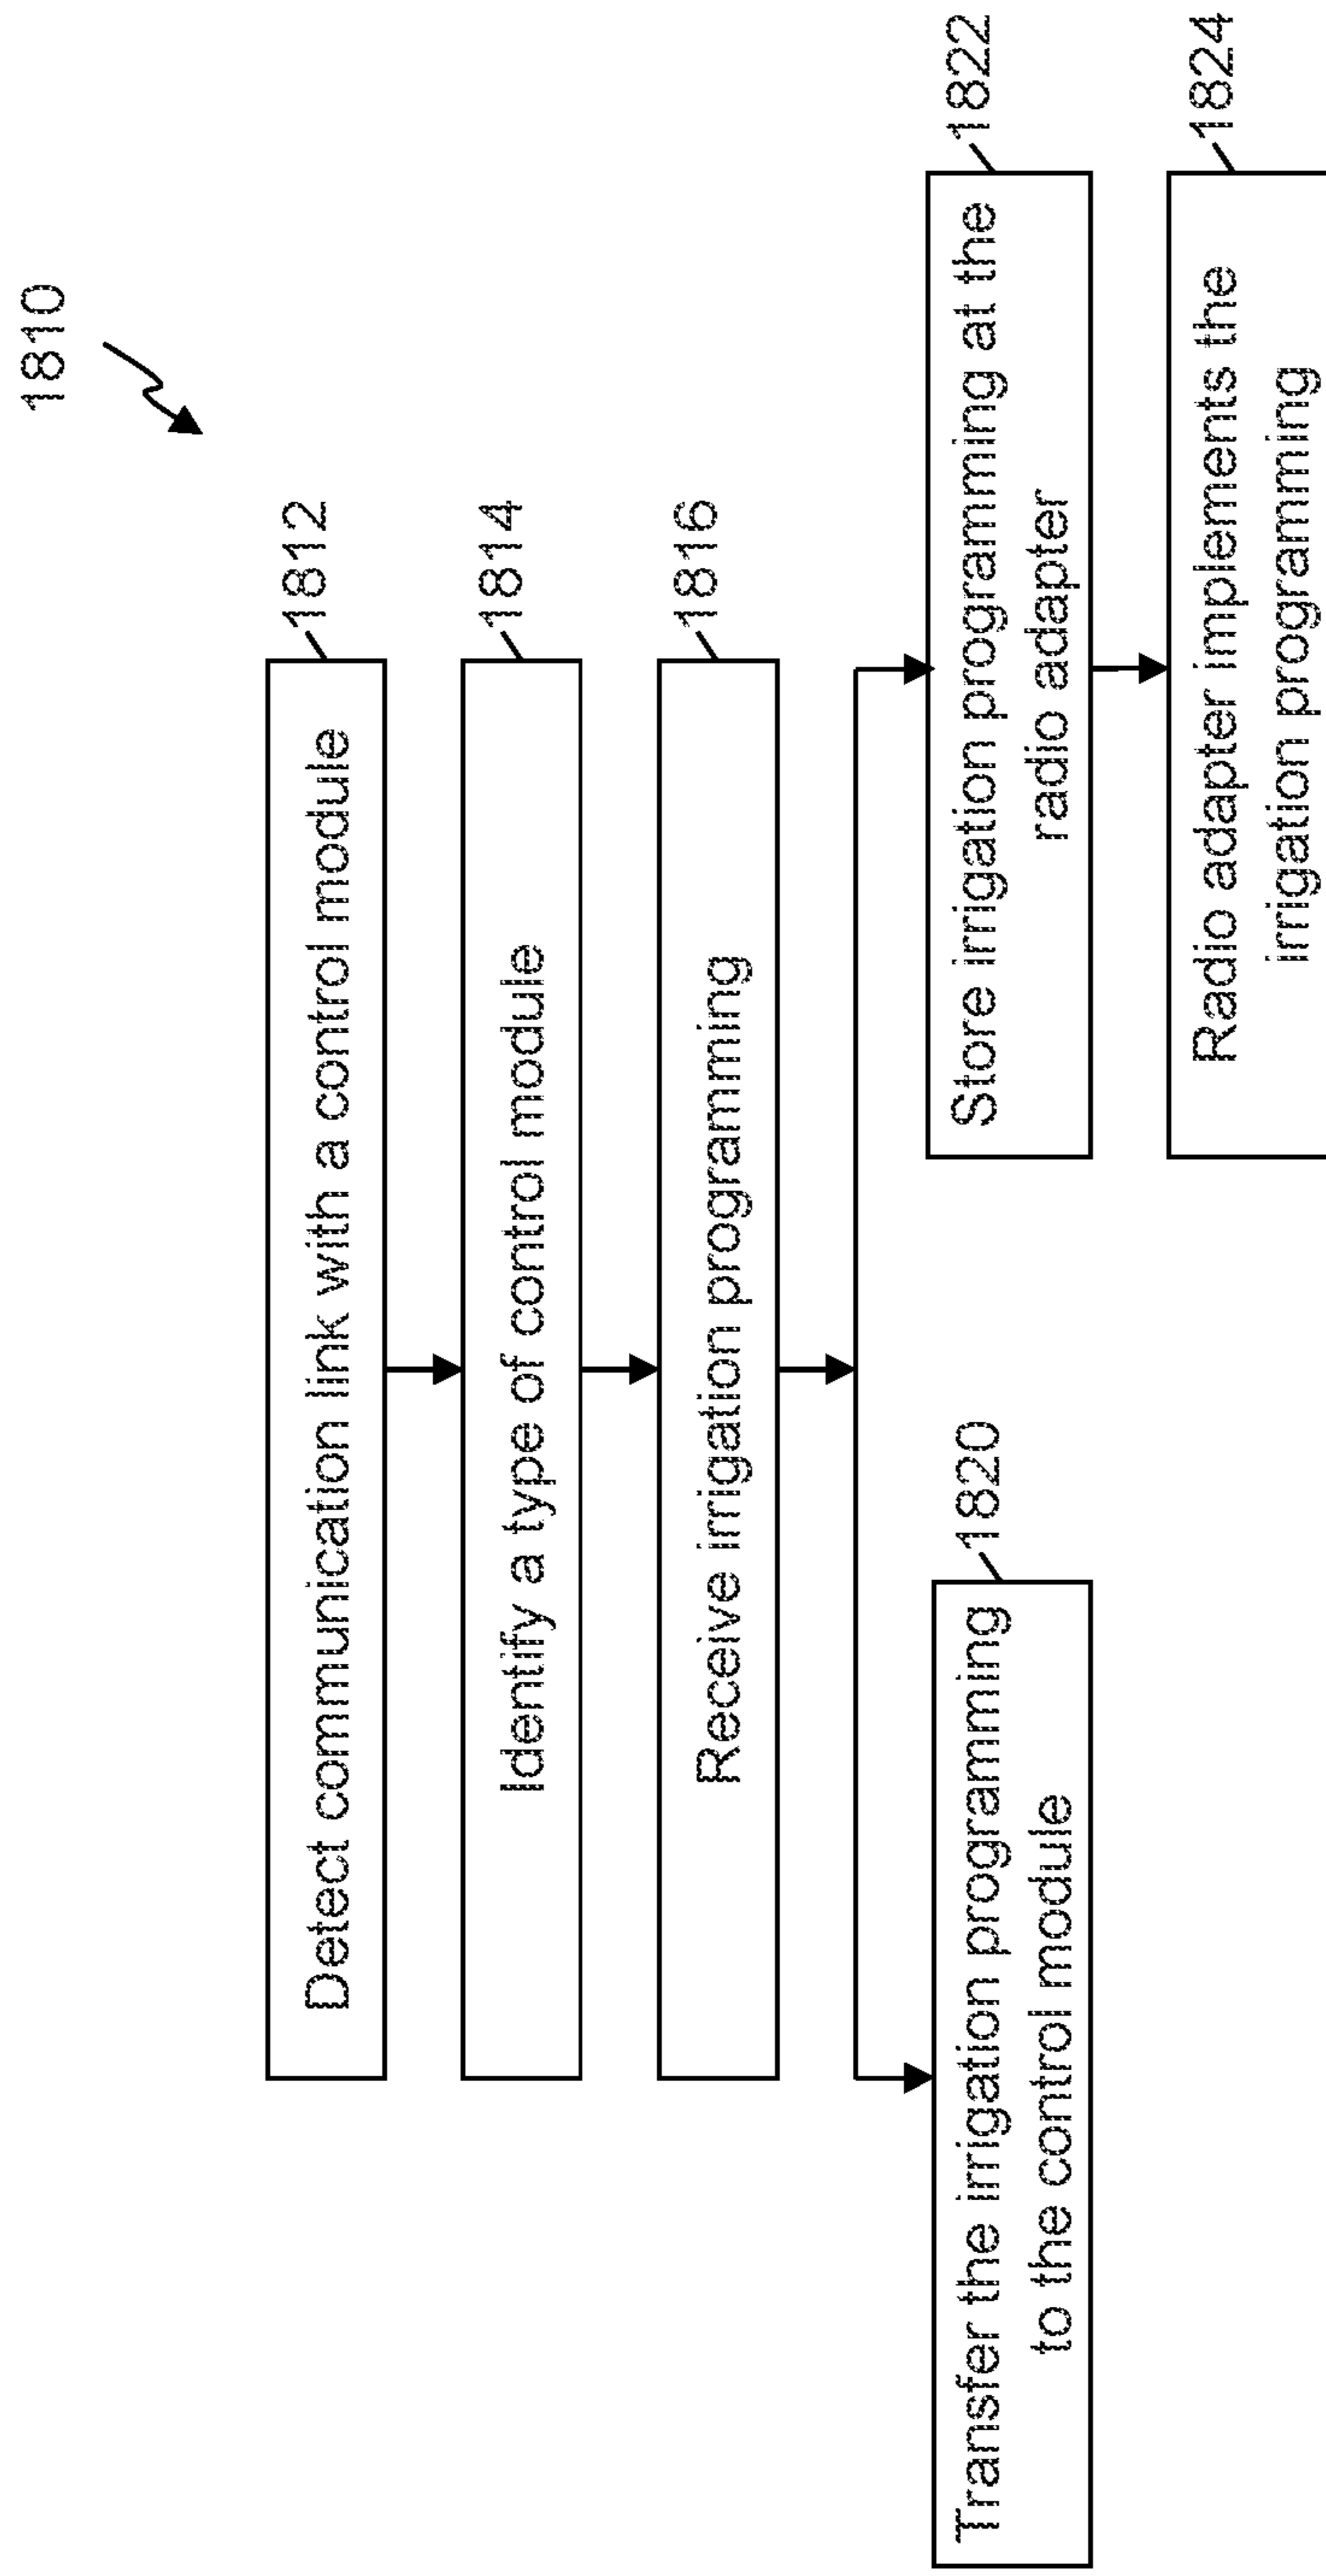 1810
Detect communication link with a control module
1812
Identify a type of control module
1814
Receive irrigation programming
1816
Transfer the irrigation programming
to the control module
1820
Store irrigation programming at the
radio adapter
1822
Radio adapter implements the
irrigation programming
1824